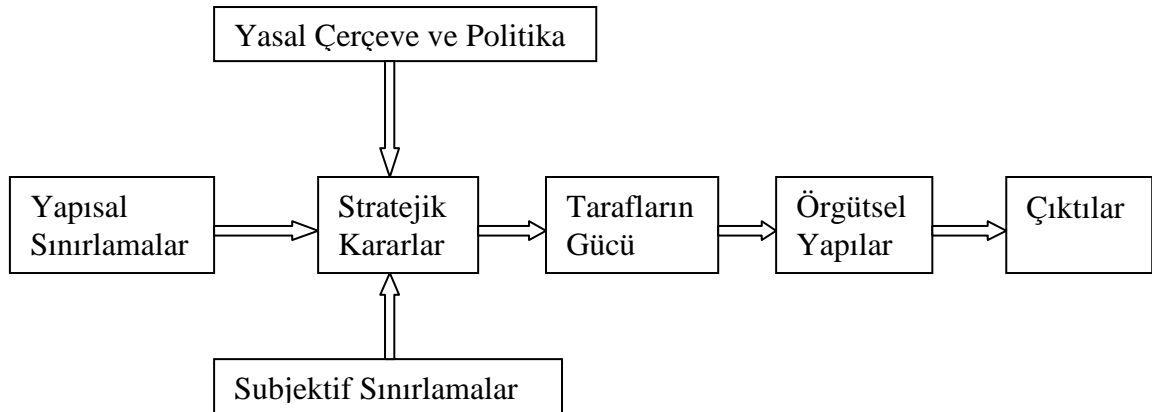 Yasal Çerçeve ve Politika
Yapısal
Sınırlamalar
Stratejik
Kararlar
Tarafların
Gücü
Örgütsel
Yapılar
Çıktılar
Subjektif Sınırlamalar